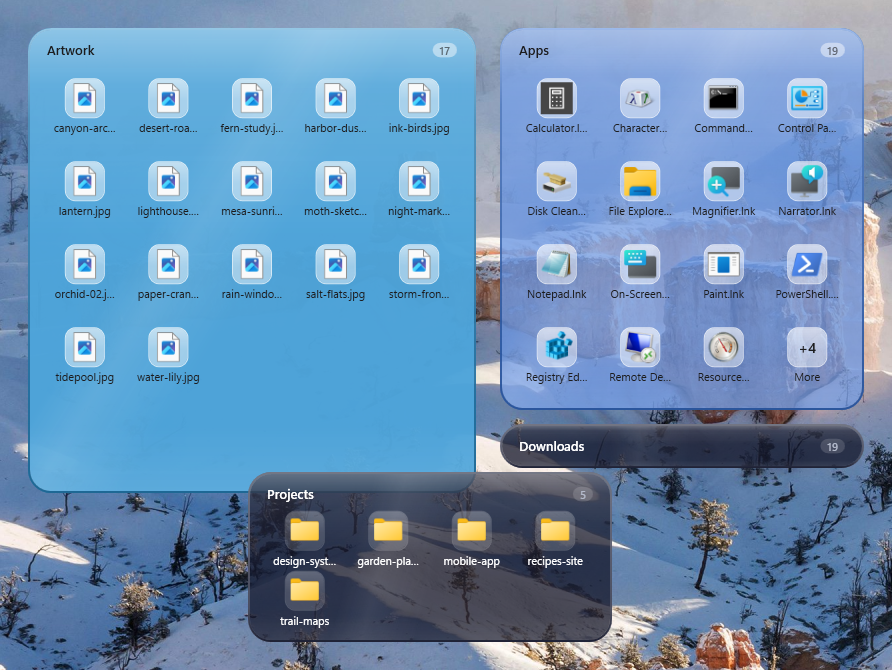 Artwork
17
canyon-arc...
desert-roa...
fern-study.j...
harbor-dus...
ink-birds.jpg
lantern.jpg
lighthouse....
mesa-sunri...
moth-sketc...
night-mark...
orchid-02.j...
paper-cran...
rain-windo...
salt-flats.jpg
storm-fron...
tidepool.jpg
water-lily.jpg
Apps
19
Calculator.l...
Character...
Command...
Control Pa...
Disk Clean...
File Explore...
Magnifier.lnk
Narrator.lnk
Notepad.lnk
On-Screen...
Paint.lnk
PowerShell....
Registry Ed...
Remote De...
Resource...
+4
More
Downloads
19
Projects
5
design-syst...
garden-pla...
mobile-app
recipes-site
trail-maps